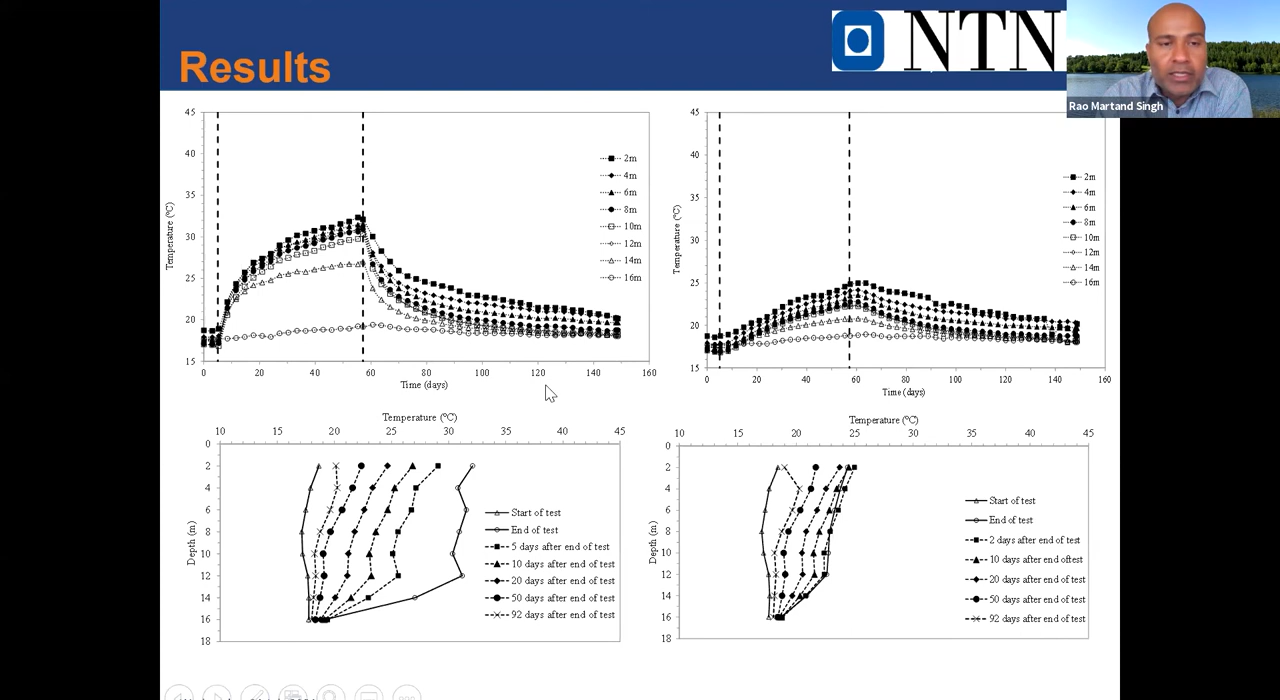 Results
NTN
Rao Martand Singh
45
40
35
30
25
20
15
Temperature (°C)
0
20
40
60
80
100
120
140
160
Time (days)
2m
4m
6m
8m
10m
12m
14m
16m
45
40
35
30
25
20
15
Temperature (°C)
0
20
40
60
80
100
120
140
160
Time (days)
2m
4m
6m
8m
10m
12m
14m
16m
Temperature (°C)
10
15
20
25
30
35
40
45
0
2
4
6
8
10
12
14
16
18
Depth (m)
Start of test
End of test
5 days after end of test
10 days after end of test
20 days after end of test
50 days after end of test
92 days after end of test
Temperature (°C)
10
15
20
25
30
35
40
45
0
2
4
6
8
10
12
14
16
18
Depth (m)
Start of test
End of test
2 days after end of test
10 days after end oftest
20 days after end of test
50 days after end of test
92 days after end of test